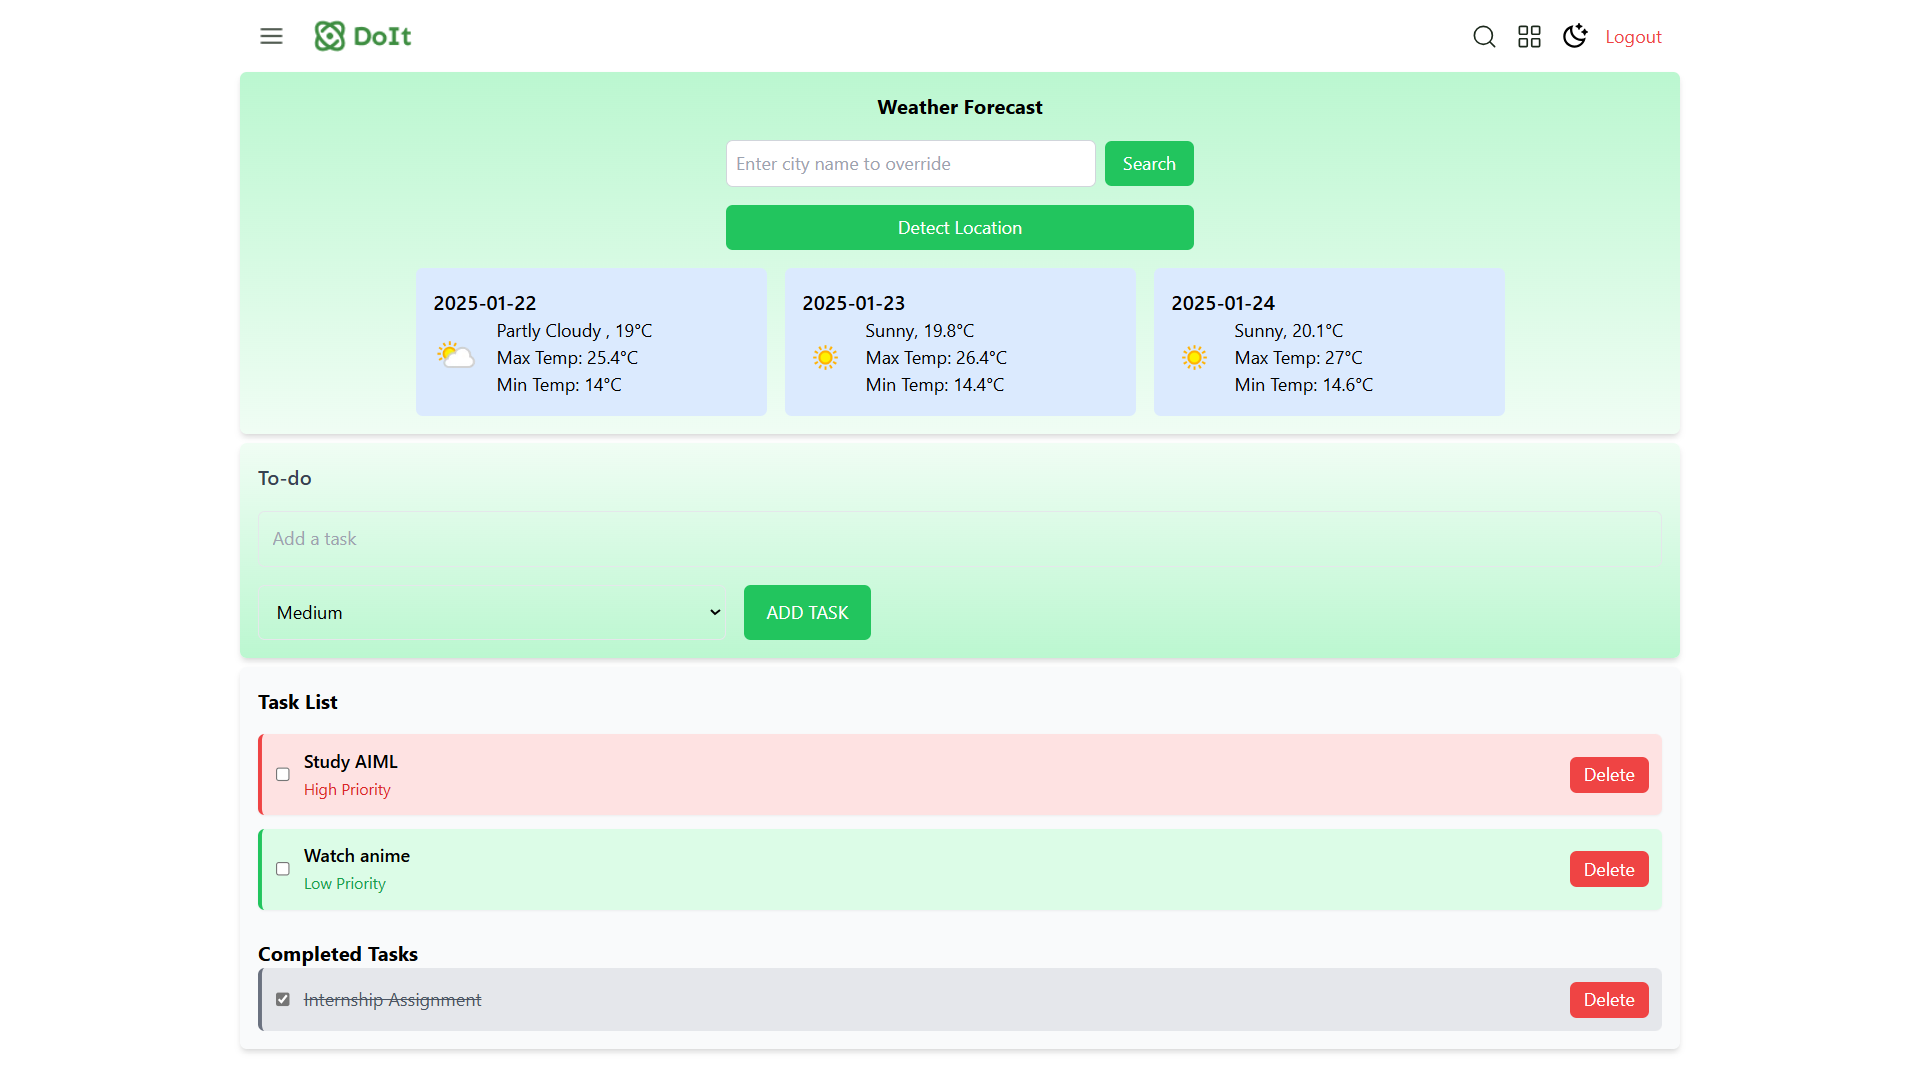 DoIt
Logout
Weather Forecast
Enter city name to override
Search
Detect Location
2025-01-22
Partly Cloudy , 19°C
Max Temp: 25.4°C
Min Temp: 14°C
2025-01-23
Sunny, 19.8°C
Max Temp: 26.4°C
Min Temp: 14.4°C
2025-01-24
Sunny, 20.1°C
Max Temp: 27°C
Min Temp: 14.6°C
To-do
Add a task
Medium
ADD TASK
Task List
Study AIML
High Priority
Delete
Watch anime
Low Priority
Delete
Completed Tasks
Internship Assignment
Delete